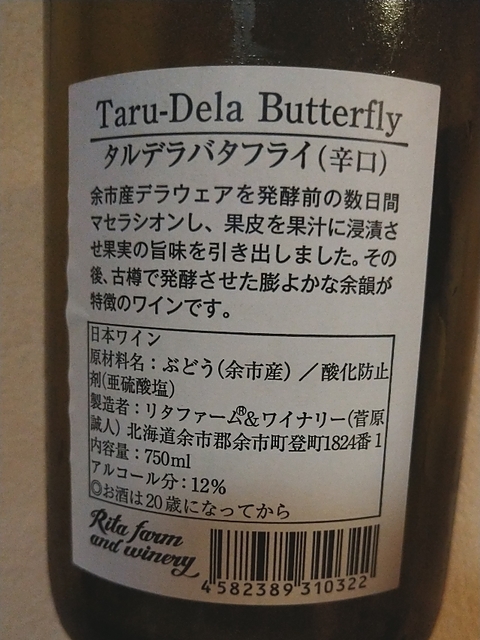 Taru-Dela Butterfly
タルデラバタフライ(辛口)
余市産デラウェアを発酵前の数日間
マセラシオンし、果皮を果汁に浸漬さ
せ果実の旨味を引き出しました。その
後、古樽で発酵させた膨よかな余韻が
特徴のワインです。
日本ワイン
原材料名：ぶどう(余市産)／酸化防止
剤(亜硫酸塩)
製造者：リタファーム®&ワイナリー(菅原
誠人) 北海道余市郡余市町登町1824番1
内容量：750ml
アルコール分：12%
◎お酒は20歳になってから
Rita farm
and winery
4582389310322